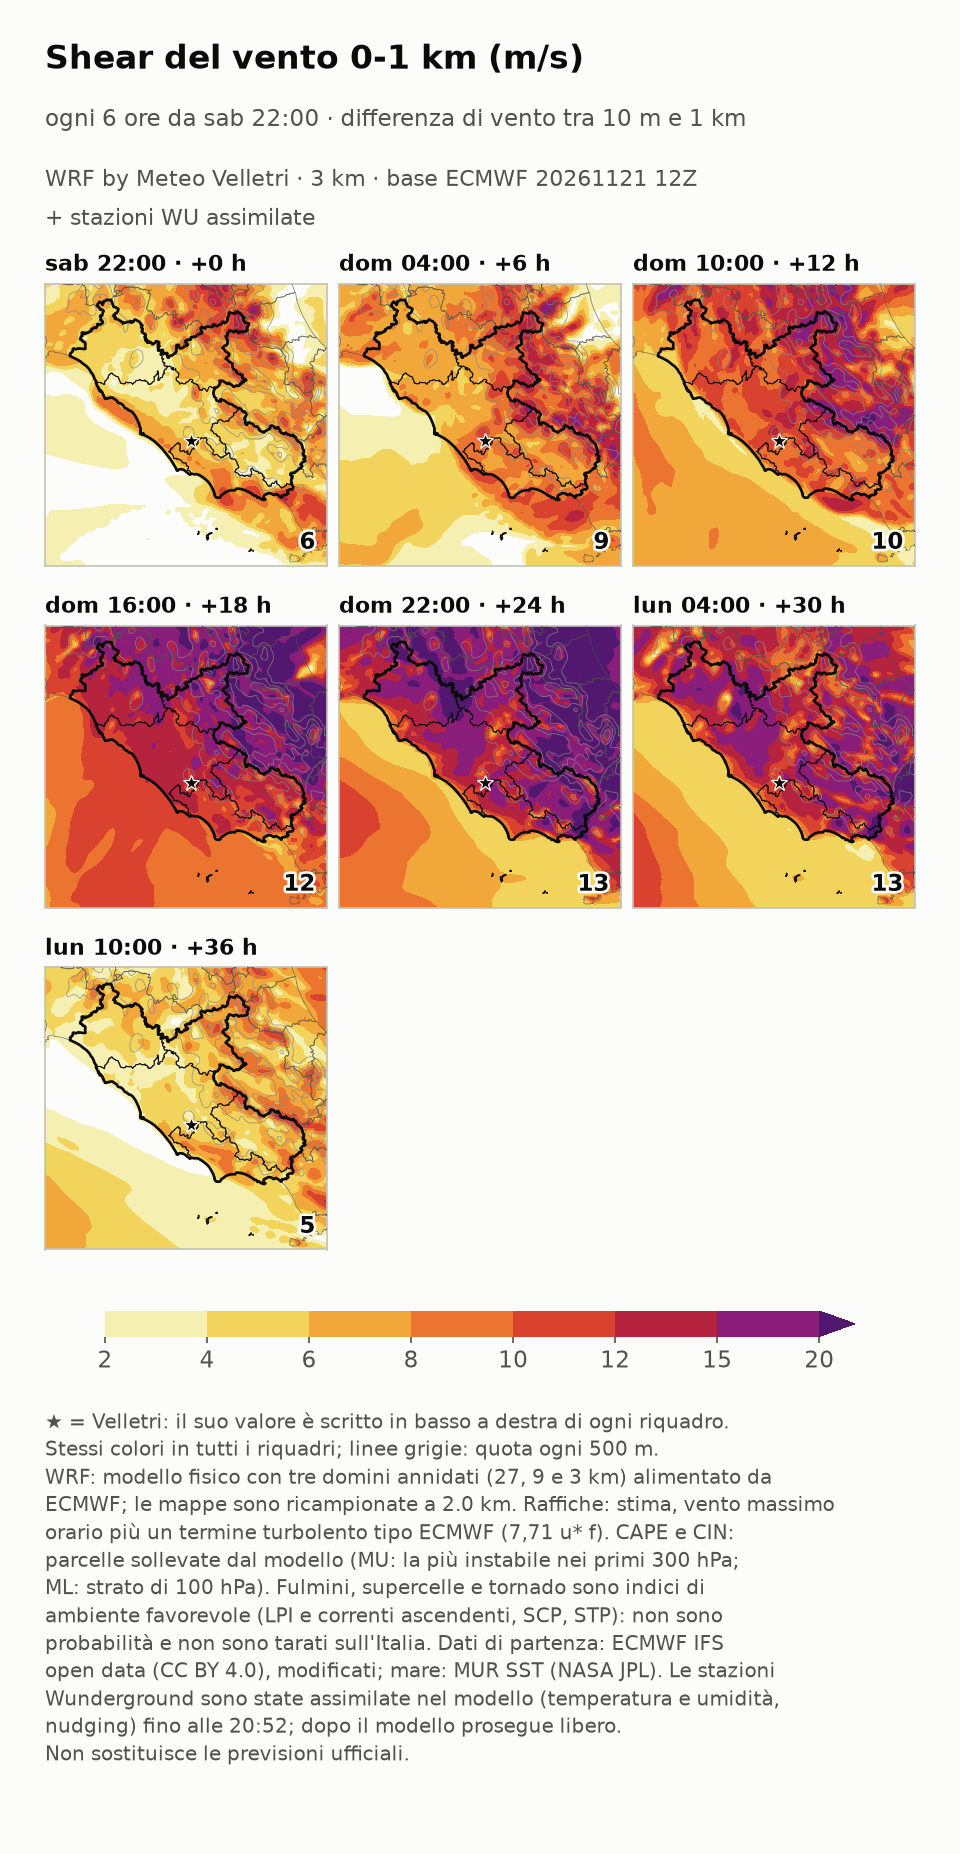 Shear del vento 0-1 km (m/s)
ogni 6 ore da sab 22:00 · differenza di vento tra 10 m e 1 km
WRF by Meteo Velletri · 3 km · base ECMWF 20261121 12Z
+ stazioni WU assimilate
sab 22:00 · +0 h
dom 04:00 · +6 h
dom 10:00 · +12 h
6
9
10
dom 16:00 · +18 h
dom 22:00 · +24 h
lun 04:00 · +30 h
12
13
13
lun 10:00 · +36 h
5
2 4 6 8 10 12 15 20
★ = Velletri: il suo valore è scritto in basso a destra di ogni riquadro.
Stessi colori in tutti i riquadri; linee grigie: quota ogni 500 m.
WRF: modello fisico con tre domini annidati (27, 9 e 3 km) alimentato da
ECMWF; le mappe sono ricampionate a 2.0 km. Raffiche: stima, vento massimo
orario più un termine turbolento tipo ECMWF (7,71 u* f). CAPE e CIN:
parcelle sollevate dal modello (MU: la più instabile nei primi 300 hPa;
ML: strato di 100 hPa). Fulmini, supercelle e tornado sono indici di
ambiente favorevole (LPI e correnti ascendenti, SCP, STP): non sono
probabilità e non sono tarati sull'Italia. Dati di partenza: ECMWF IFS
open data (CC BY 4.0), modificati; mare: MUR SST (NASA JPL). Le stazioni
Wunderground sono state assimilate nel modello (temperatura e umidità,
nudging) fino alle 20:52; dopo il modello prosegue libero.
Non sostituisce le previsioni ufficiali.